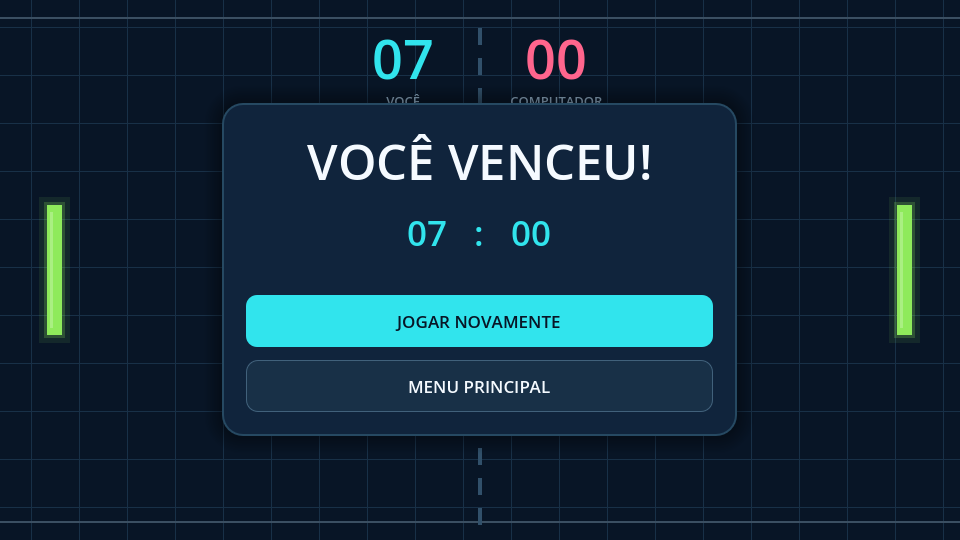 07 00
VOCÊ COMPUTADOR
VOCÊ VENCEU!
07 : 00
JOGAR NOVAMENTE
MENU PRINCIPAL